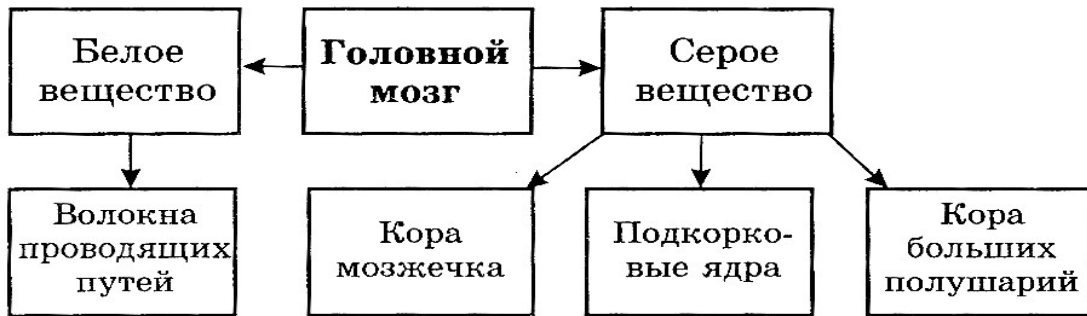 Белое
вещество
Головной
мозг
Серое
вещество
Волокна
проводящих
путей
Кора
мозжечка
Подкорко-
вые ядра
Кора
больших
полушарий